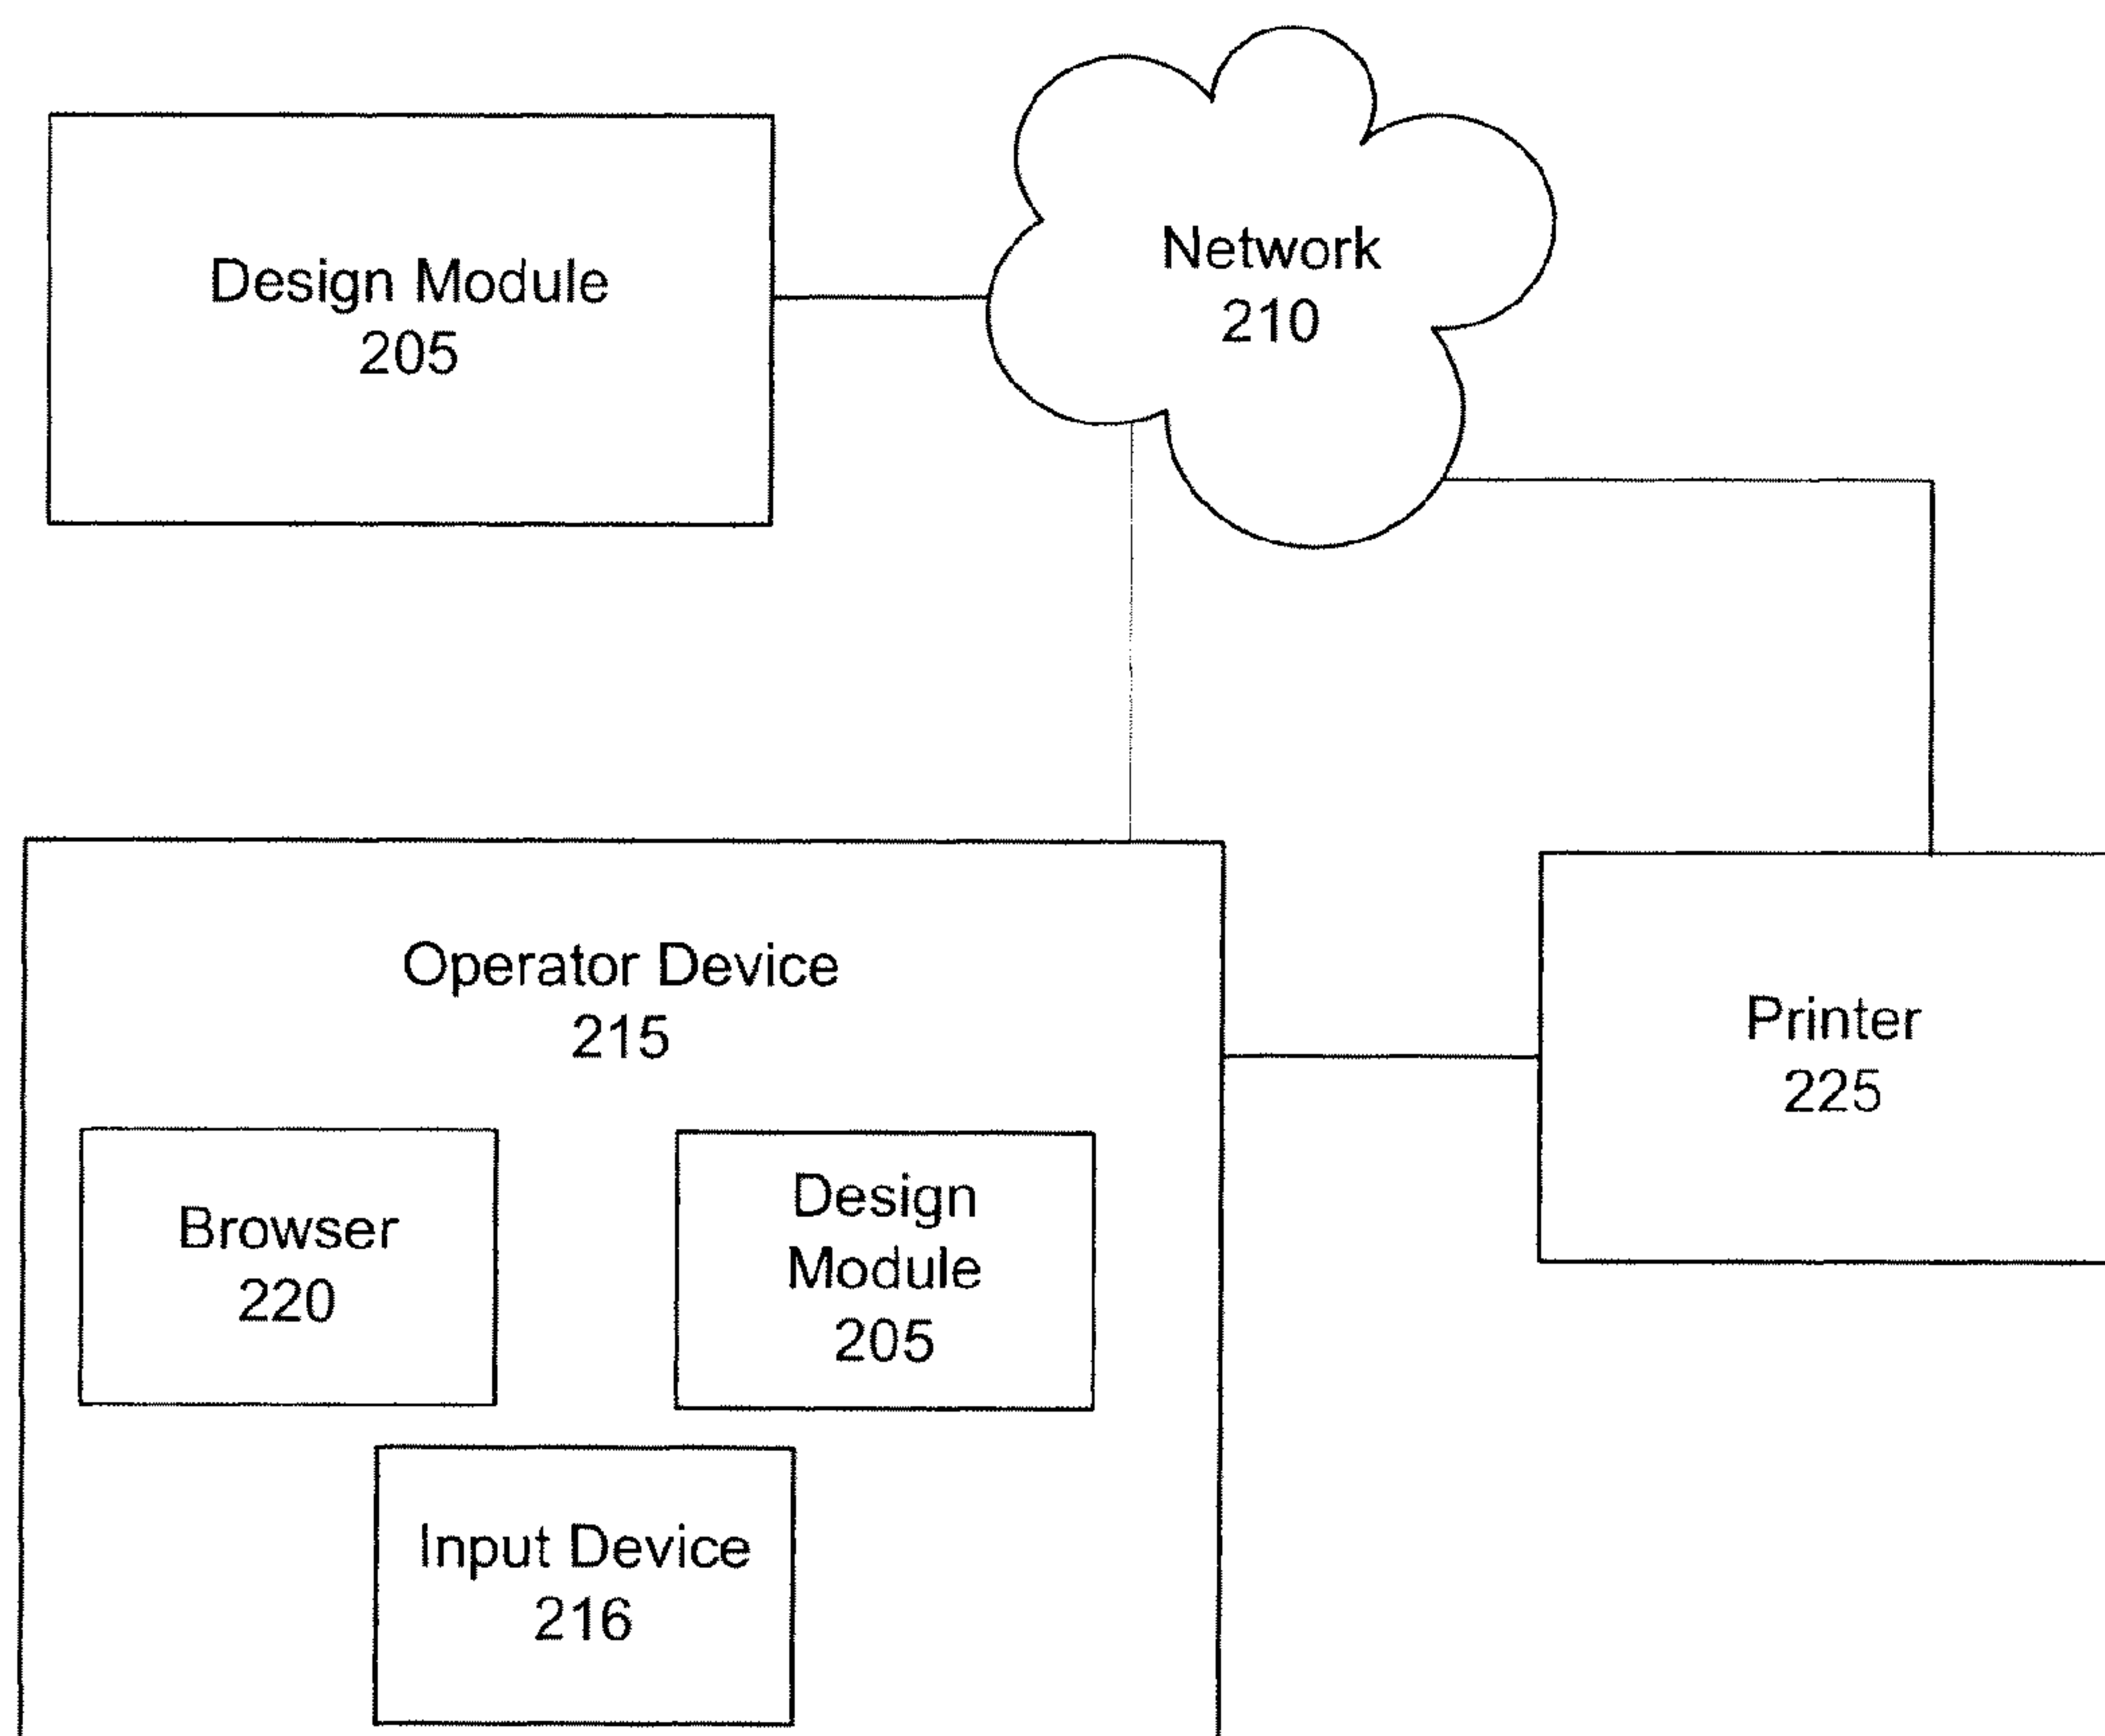 Network
210
Design Module
205
Operator Device
215
Printer
225
Browser
220
Design
Module
205
Input Device
216